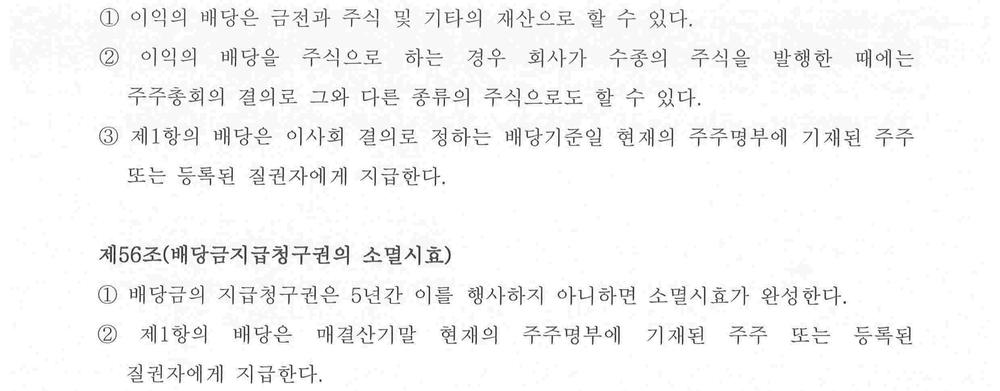 ① 이익의 배당은 금전과 주식 및 기타의 재산으로 할 수 있다.
② 이익의 배당을 주식으로 하는 경우 회사가 수종의 주식을 발행한 때에는
주주총회의 결의로 그와 다른 종류의 주식으로도 할 수 있다.
③ 제1항의 배당은 이사회 결의로 정하는 배당기준일 현재의 주주명부에 기재된 주주
또는 등록된 질권자에게 지급한다.
제56조(배당금지급청구권의 소멸시효)
① 배당금의 지급청구권은 5년간 이를 행사하지 아니하면 소멸시효가 완성한다.
② 제1항의 배당은 매결산기말 현재의 주주명부에 기재된 주주 또는 등록된
질권자에게 지급한다.